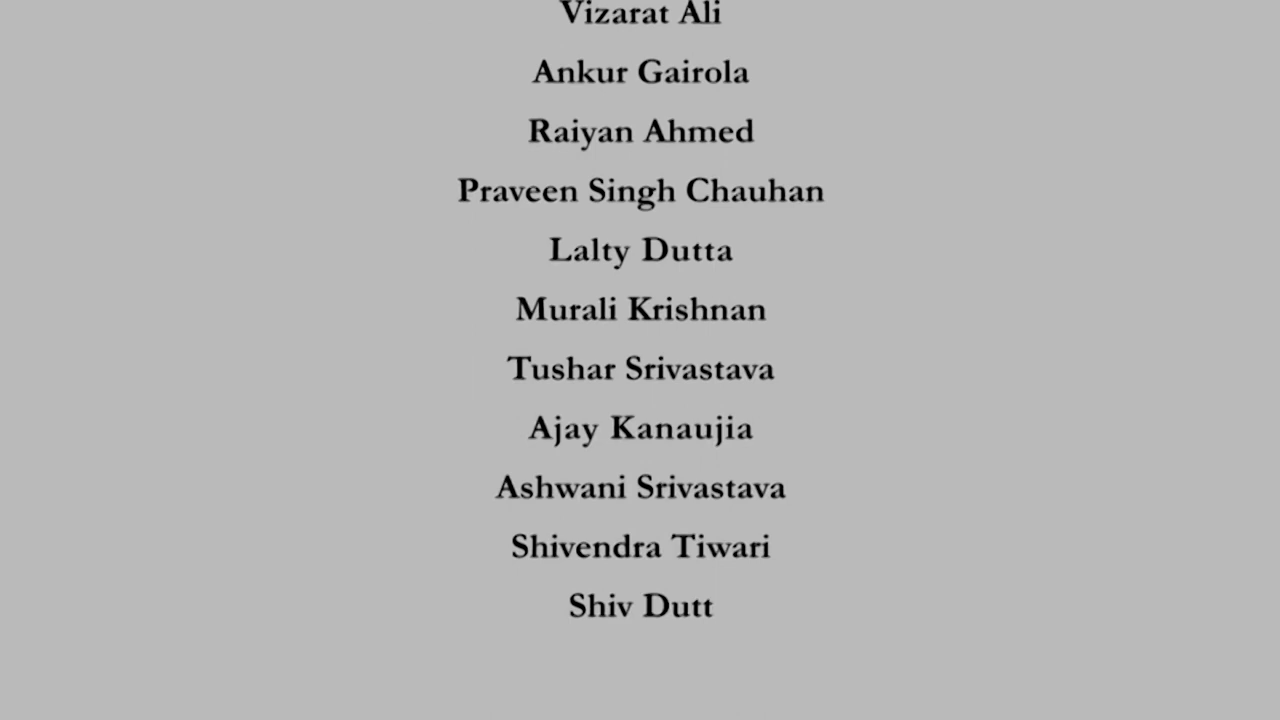 Vizarat Ali
Ankur Gairola
Raiyan Ahmed
Praveen Singh Chauhan
Lalty Dutta
Murali Krishnan
Tushar Srivastava
Ajay Kanaujia
Ashwani Srivastava
Shivendra Tiwari
Shiv Dutt